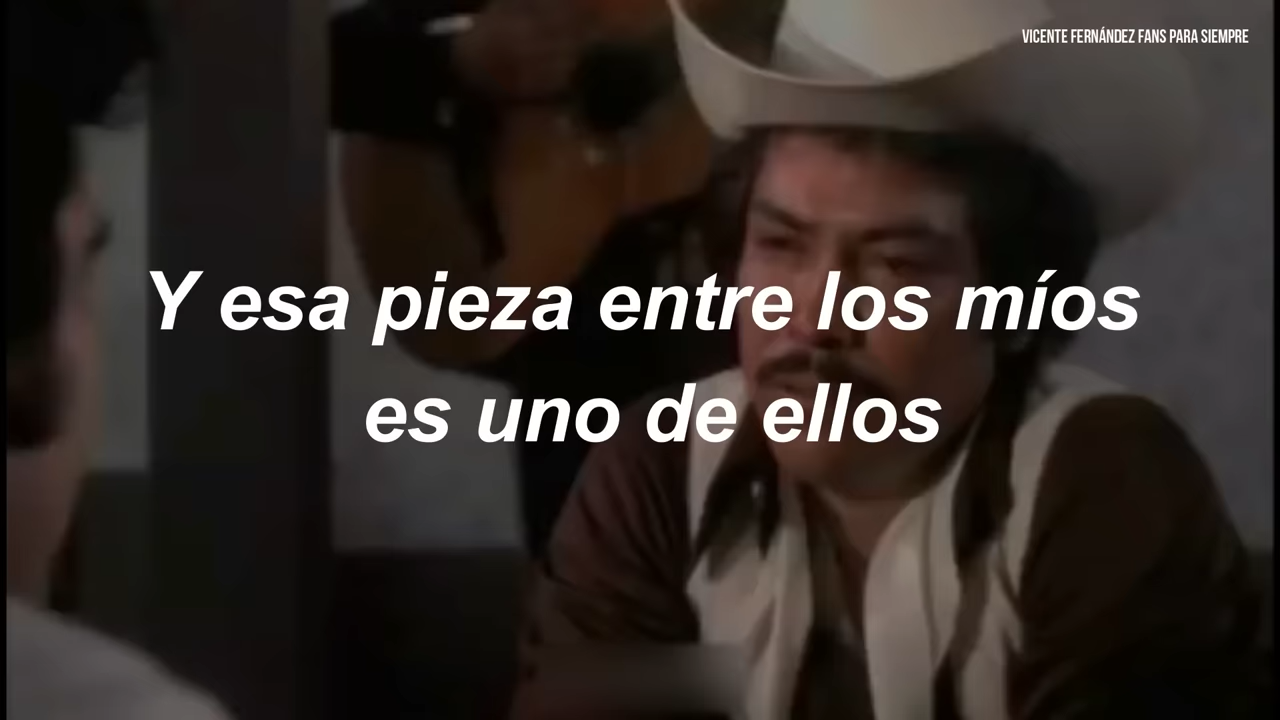 VICENTE FERNÁNDEZ FANS PARA SIEMPRE
Y esa pieza entre los míos
es uno de ellos